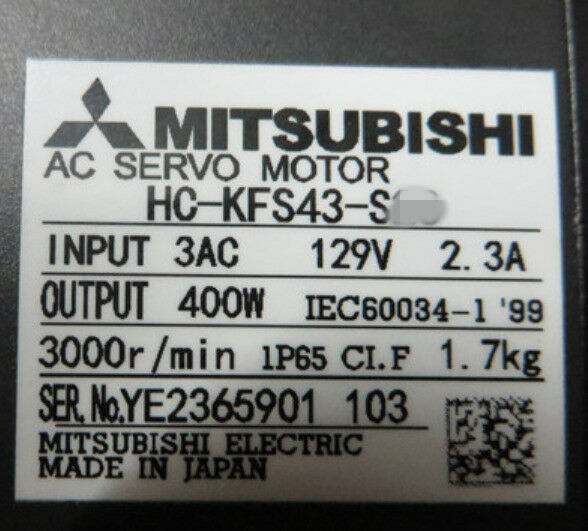 MITSUBISHI
AC SERVO MOTOR
HC-KFS43-S
INPUT 3AC 129V 2.3A
OUTPUT 400W IEC60034-1 '99
3000r/min IP65 CI.F 1.7kg
SER.No.YE2365901 103
MITSUBISHI ELECTRIC
MADE IN JAPAN